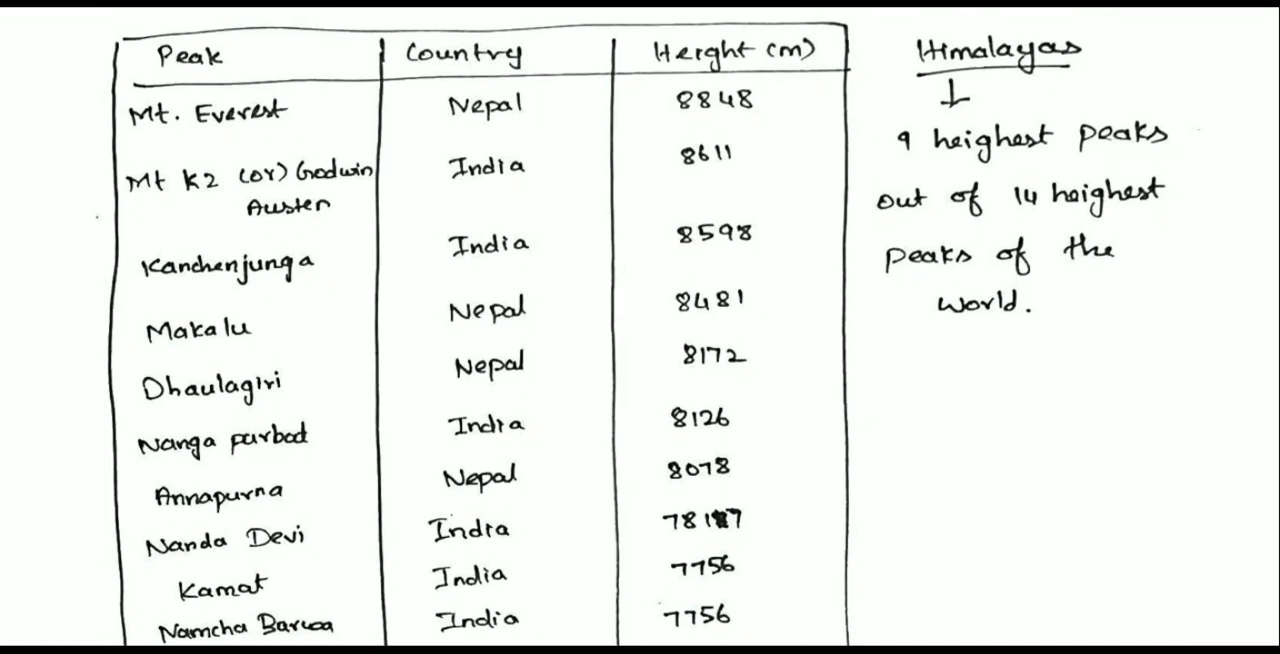 Peak Country Height (m)
Mt. Everest Nepal 8848
Mt K2 (or) Godwin India 8611
Austen
Kanchenjunga India 8598
Makalu Nepal 8481
Dhaulagiri Nepal 8172
Nanga parbat India 8126
Annapurna Nepal 8078
Nanda Devi India 7817
Kamat India 7756
Namcha Barwa India 7756
Himalayas
↓
9 heighest peaks
out of 14 heighest
peaks of the
world.